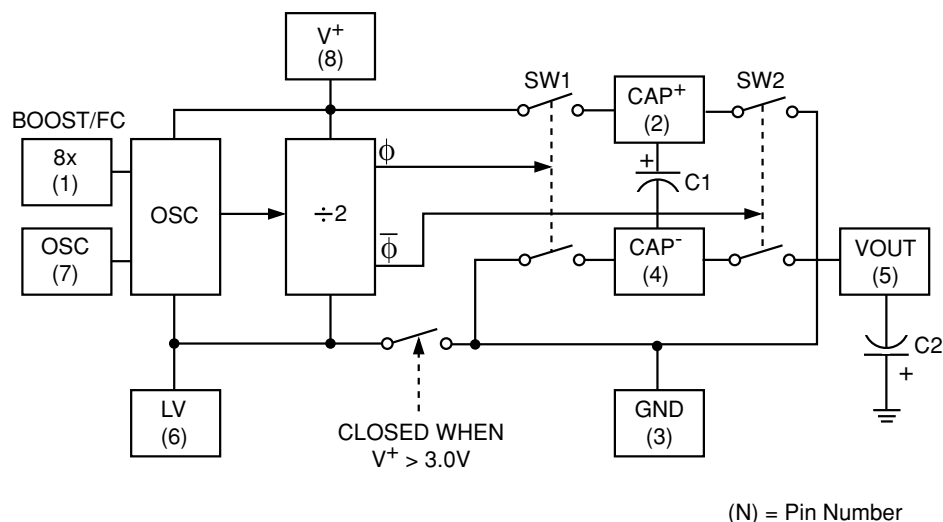 V+
(8)
SW1
CAP+
(2)
SW2
BOOST/FC
8x
(1)
OSC
÷2
ϕ
+
C1
OSC
(7)
ϕ̅
CAP-
(4)
VOUT
(5)
C2
+
LV
(6)
CLOSED WHEN
V+ > 3.0V
GND
(3)
(N) = Pin Number